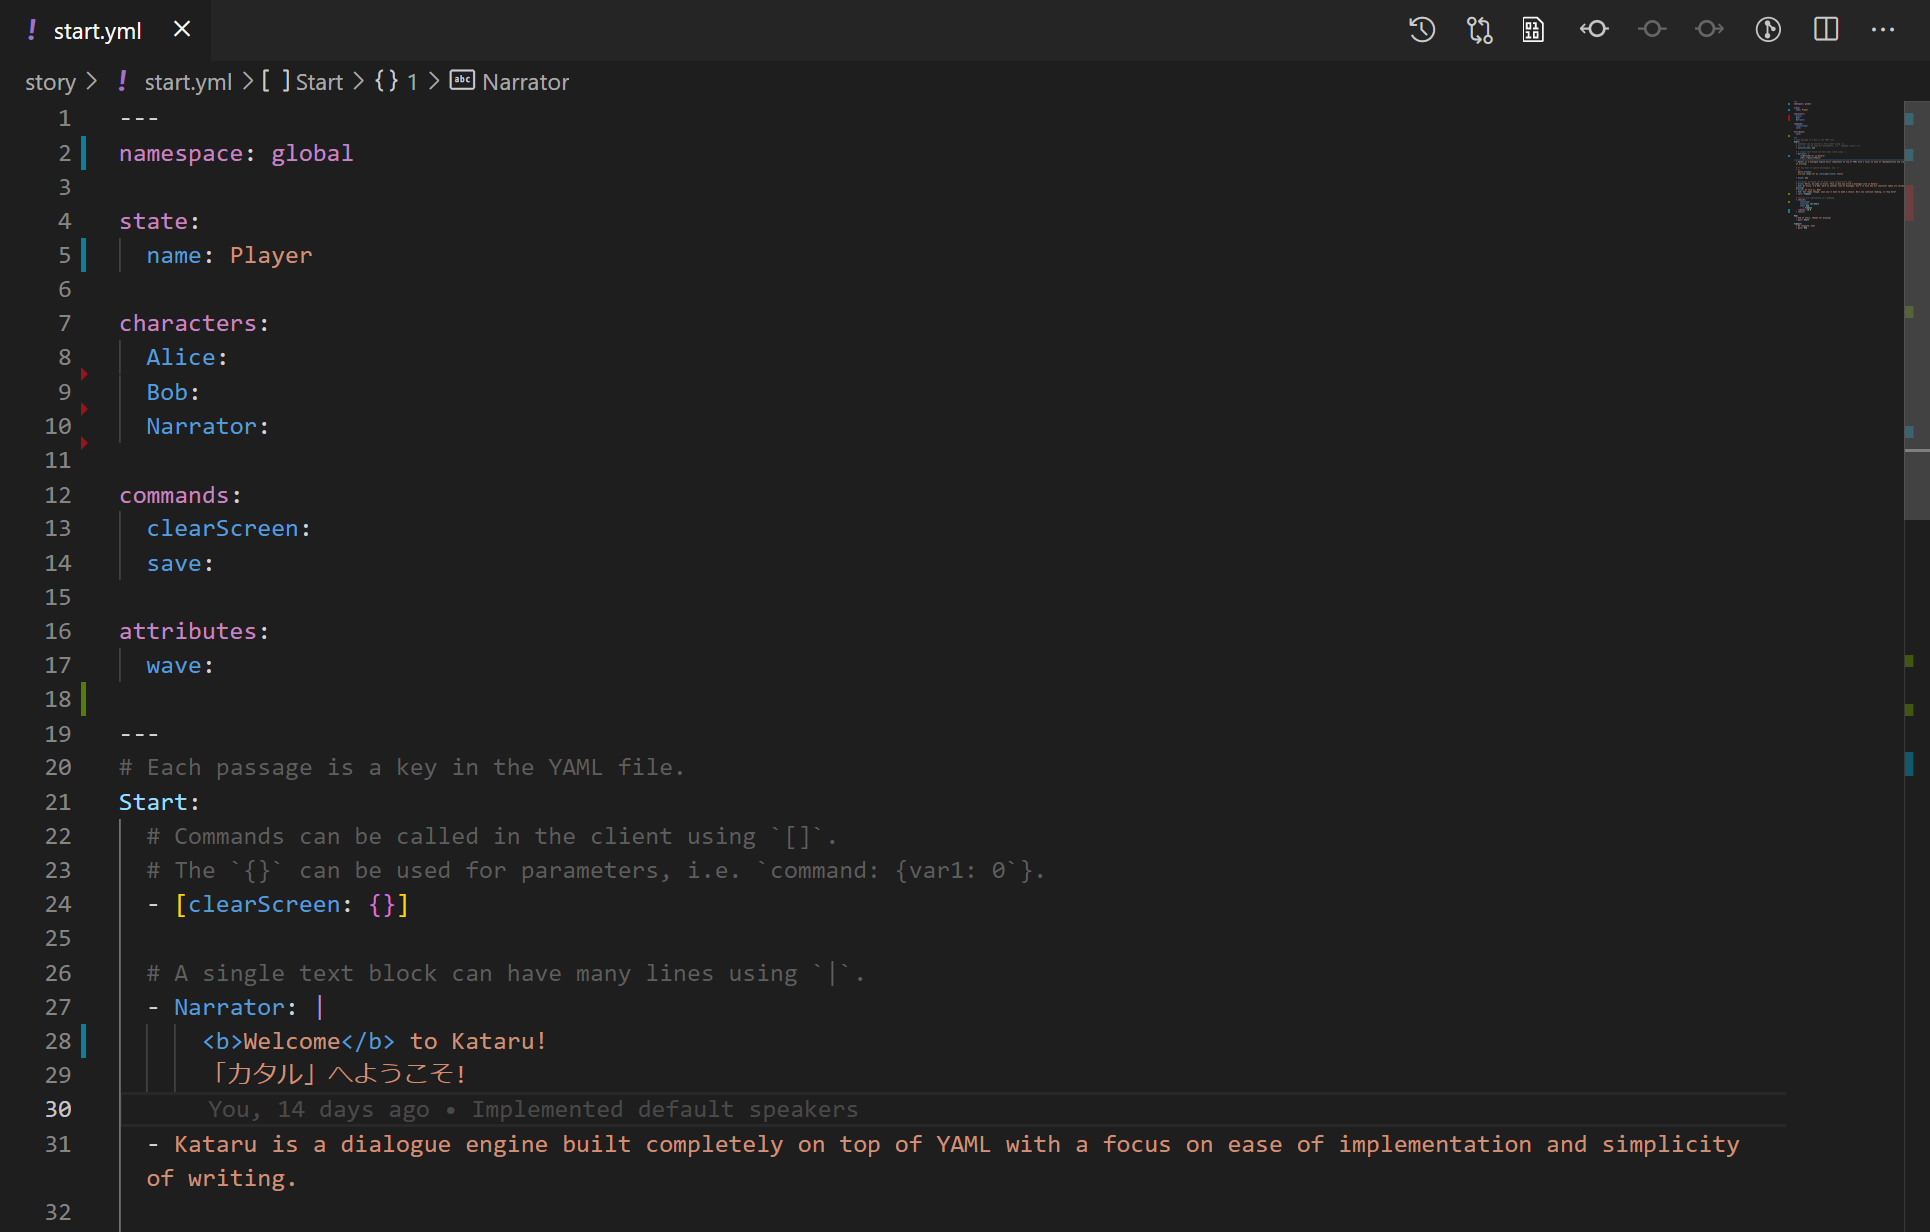 ! start.yml ×
story > ! start.yml > [ ] Start > {} 1 > abc Narrator
1 ---
2 namespace: global
3
4 state:
5   name: Player
6
7 characters:
8   Alice:
9   Bob:
10   Narrator:
11
12 commands:
13   clearScreen:
14   save:
15
16 attributes:
17   wave:
18
19 ---
20 # Each passage is a key in the YAML file.
21 Start:
22   # Commands can be called in the client using `[]`.
23   # The `{}` can be used for parameters, i.e. `command: {var1: 0`}.
24   - [clearScreen: {}]
25
26   # A single text block can have many lines using `|`.
27   - Narrator: |
28       <b>Welcome</b> to Kataru!
29       「カタル」へようこそ!
30       You, 14 days ago • Implemented default speakers
31   - Kataru is a dialogue engine built completely on top of YAML with a focus on ease of implementation and simplicity
  of writing.
32